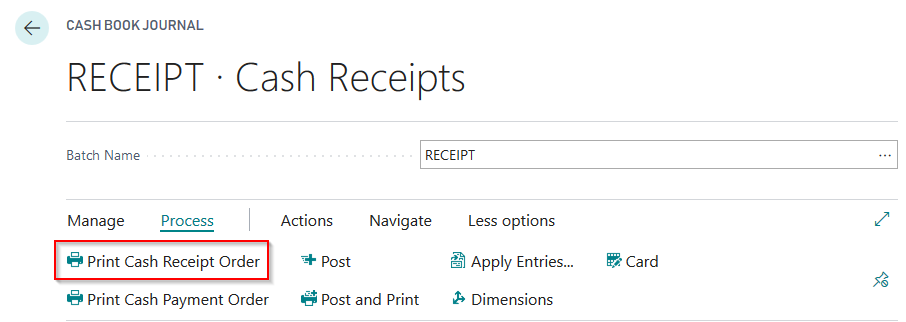 CASH BOOK JOURNAL
RECEIPT · Cash Receipts
Batch Name RECEIPT ...
Manage Process Actions Navigate Less options
Print Cash Receipt Order Post Apply Entries... Card
Print Cash Payment Order Post and Print Dimensions